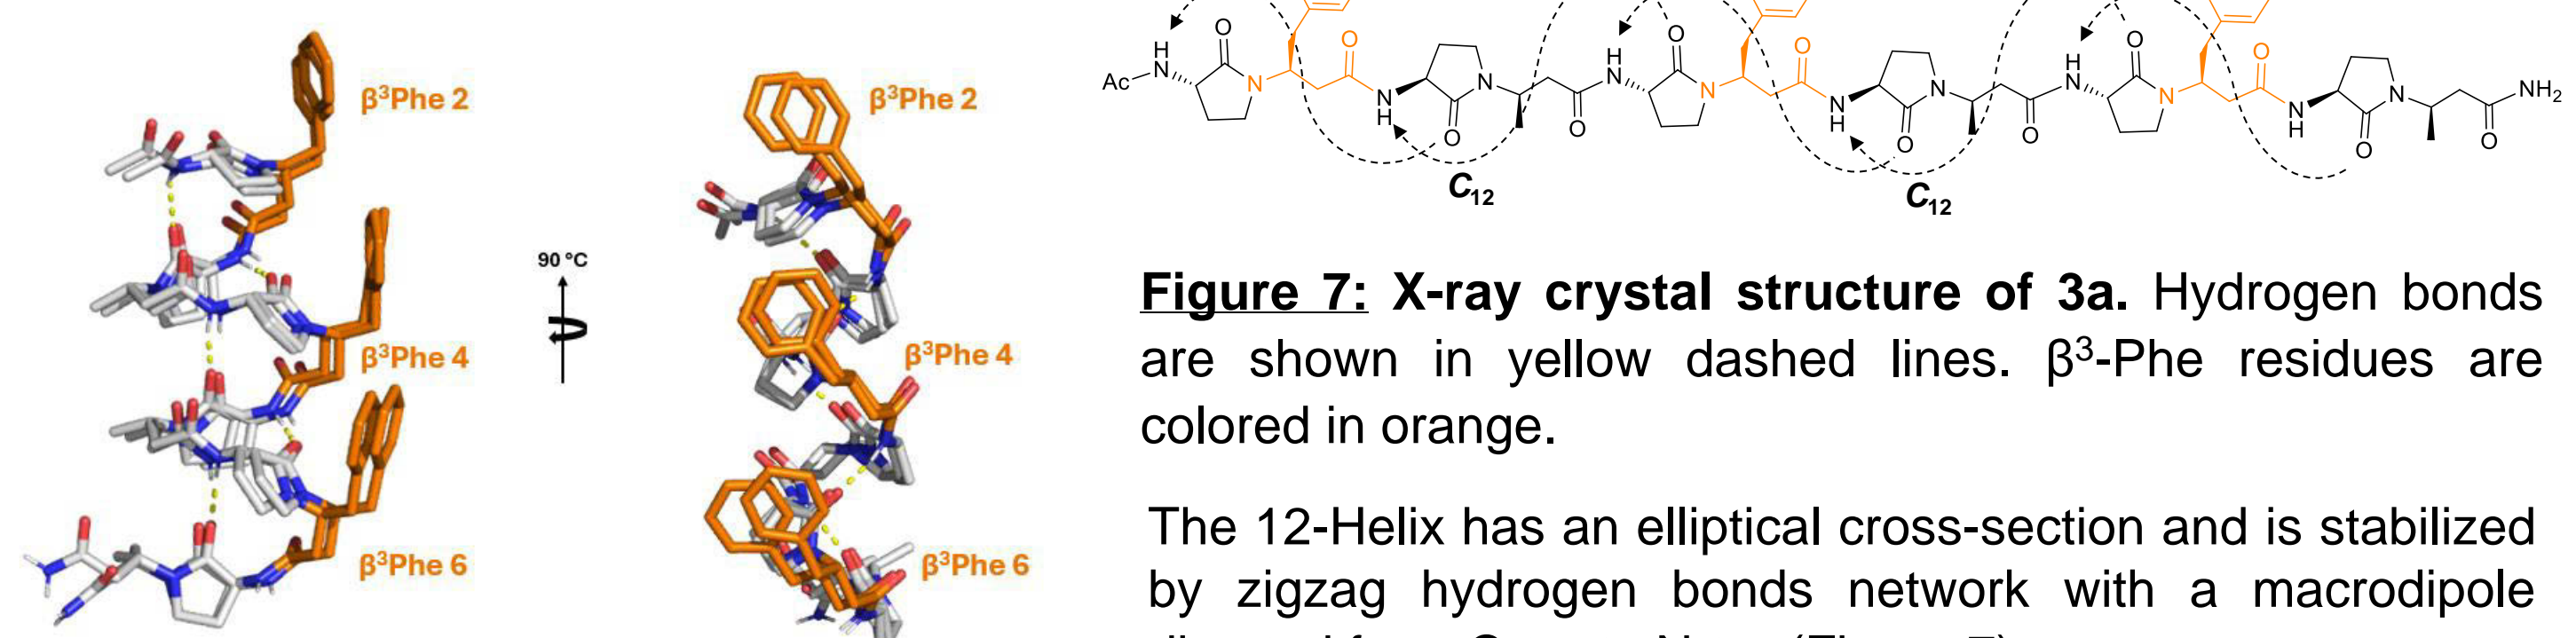 β³Phe 2
β³Phe 4
β³Phe 6
90 °C
β³Phe 2
β³Phe 4
β³Phe 6
Ac
H
N
O
N
O
N
H
O
N
O
H
N
O
N
O
N
H
O
N
O
H
N
O
N
O
N
H
O
N
O
NH₂
C₁₂
C₁₂
Figure 7: X-ray crystal structure of 3a. Hydrogen bonds
are shown in yellow dashed lines. β³-Phe residues are
colored in orange.
The 12-Helix has an elliptical cross-section and is stabilized
by zigzag hydrogen bonds network with a macrodipole